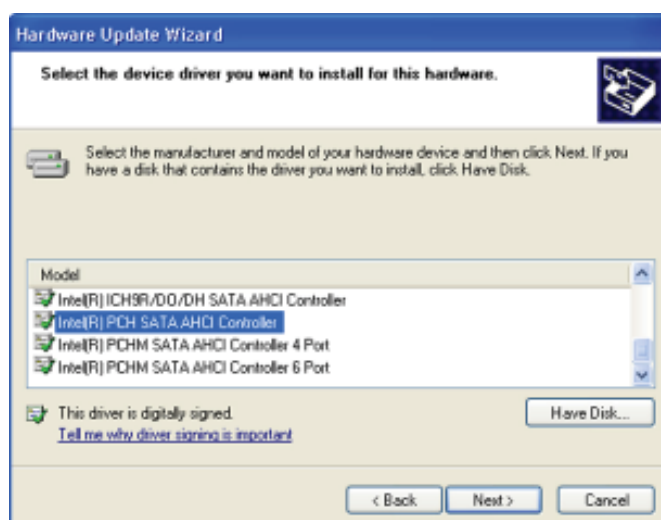 Hardware Update Wizard
Select the device driver you want to install for this hardware.
Select the manufacturer and model of your hardware device and then click Next. If you
have a disk that contains the driver you want to install, click Have Disk.
Model
Intel(R) ICH9R/DO/DH SATA AHCI Controller
Intel(R) PCH SATA AHCI Controller
Intel(R) PCHM SATA AHCI Controller 4 Port
Intel(R) PCHM SATA AHCI Controller 6 Port
This driver is digitally signed.
Have Disk...
Tell me why driver signing is important
< Back
Next >
Cancel